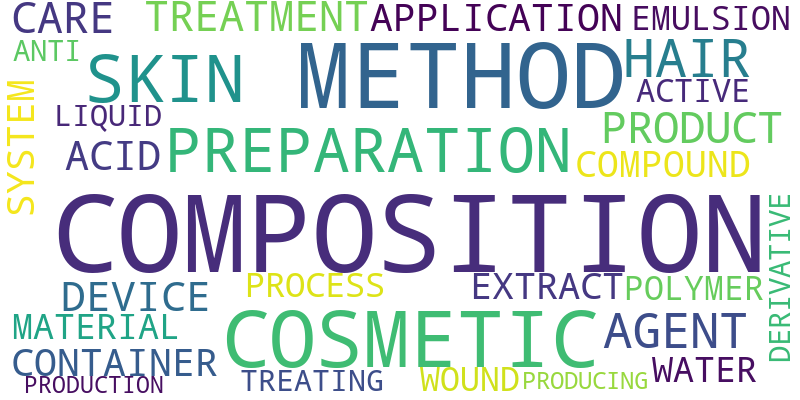 CARE TREATMENT APPLICATION EMULSION
ANTI SKIN METHOD HAIR
ACTIVE
SYSTEM LIQUID PRODUCT
ACID PREPARATION COMPOUND
COMPOSITION DERIVATIVE
DEVICE PROCESS EXTRACT POLYMER
MATERIAL COSMETIC AGENT
CONTAINER WATER
PRODUCTION TREATING WOUND PRODUCING